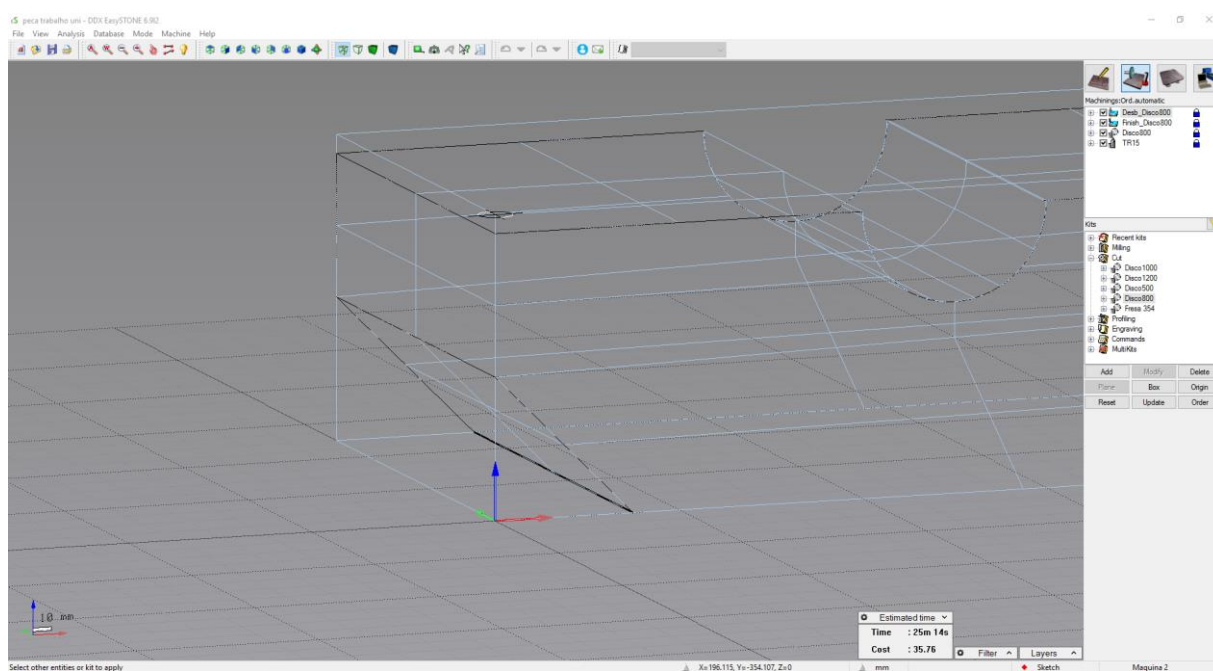 peca trabalho uni - DDX EasySTONE 6.9I2
File View Analysis Database Mode Machine Help
Machinings:Ord.automatic
Desb_Disco800
Finish_Disco800
Disco800
TR15
Kits
Recent kits
Milling
Cut
Disco1000
Disco1200
Disco500
Disco800
Fresa 354
Profiling
Engraving
Commands
MultiKits
Add Modify Delete
Plane Box Origin
Reset Update Order
10 mm
Estimated time
Time : 25m 14s
Cost : 35.76
Filter Layers
Select other entities or kit to apply X=196.115, Y=-354.107, Z=0 mm Sketch Maquina 2